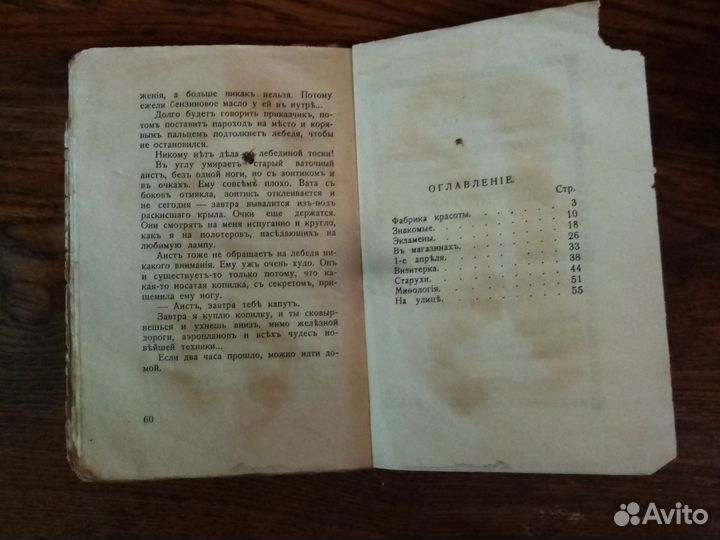 женія, а больше никакъ нельзя. Потому
ежели бензиновое масло у ей въ нутрѣ...
Долго будетъ говорить приказчикъ, по-
томъ поставитъ пароходъ на мѣсто и коря-
вымъ пальцемъ подтолкнетъ лебедя, чтобы
не остановился.
Никому нѣтъ дѣла лебединой тоски!
Въ углу умираетъ старый ваточный
аистъ, безъ одной ноги, но съ зонтикомъ и
въ очкахъ. Ему совсѣмъ плохо. Вата съ
боковъ отмякла, зонтикъ отклеивается и
не сегодня — завтра вывалится изъ-подъ
раскисшаго крыла. Очки еще держатся.
Они смотрятъ на меня испуганно и кругло,
какъ я на полотеровъ, насѣдающихъ на
любимую лампу.
Аистъ тоже не обращаетъ на лебедя ни-
какого вниманія. Ему ужъ очень худо. Онъ
и существуетъ-то только потому, что ка-
кая-то носатая копилка, съ секретомъ, при-
щемила ему ногу.
— Аистъ, завтра тебѣ капутъ.
Завтра я куплю копилку, и ты сковыр-
нешься и ухнешь внизъ, мимо желѣзной
дороги, аэроплановъ и всѣхъ чудесъ но-
вѣйшей техники...
Если два часа прошло, можно идти до-
мой.
60
ОГЛАВЛЕНІЕ.
Стр.
Фабрика красоты. 3
Знакомые. 10
Экзамены. 18
Въ магазинахъ. 26
1-е апрѣля. 33
Визитерка. 38
Старухи. 44
Миѳологія. 51
На улицѣ. 55
Avito